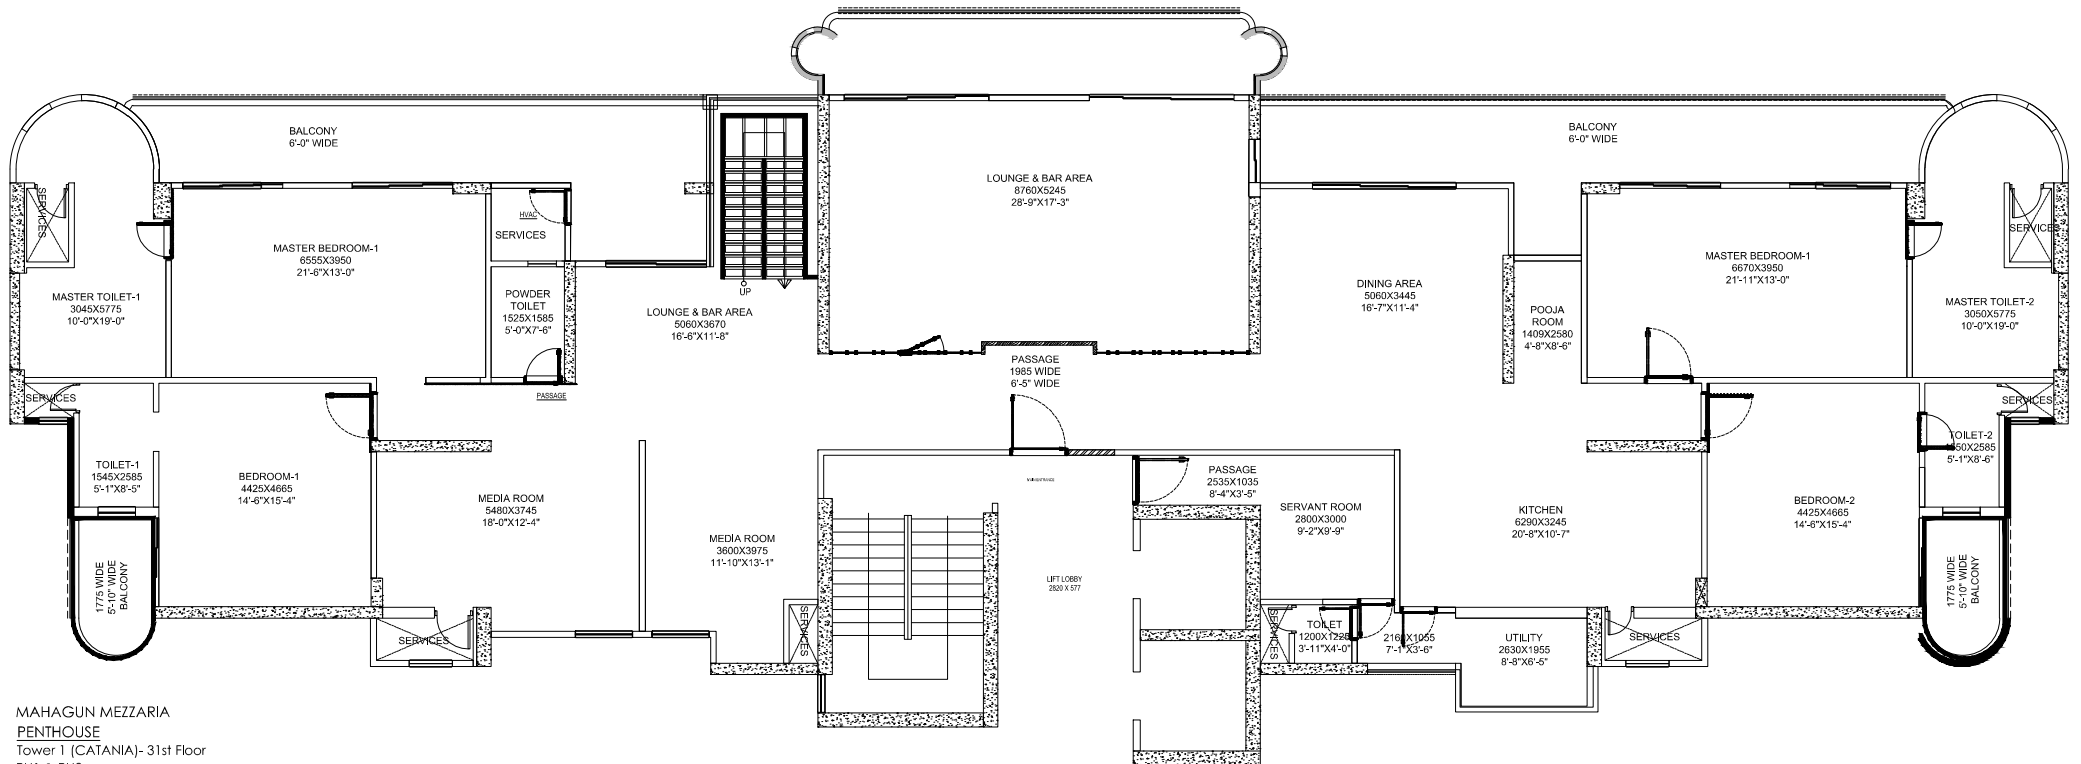 BALCONY
6'-0" WIDE
BALCONY
6'-0" WIDE
LOUNGE & BAR AREA
8760X5245
28'-9"X17'-3"
SERVICES
HVAC
SERVICES
MASTER BEDROOM-1
6555X3950
21'-6"X13'-0"
MASTER BEDROOM-1
6670X3950
21'-11"X13'-0"
SERVICES
MASTER TOILET-1
3045X5775
10'-0"X19'-0"
POWDER
TOILET
1525X1585
5'-0"X7'-6"
UP
LOUNGE & BAR AREA
5060X3670
16'-6"X11'-8"
DINING AREA
5060X3445
16'-7"X11'-4"
POOJA
ROOM
1409X2580
4'-8"X8'-6"
MASTER TOILET-2
3050X5775
10'-0"X19'-0"
PASSAGE
1985 WIDE
6'-5" WIDE
PASSAGE
SERVICES
SERVICES
TOILET-1
1545X2585
5'-1"X8'-5"
BEDROOM-1
4425X4665
14'-6"X15'-4"
MEDIA ROOM
5480X3745
18'-0"X12'-4"
MEDIA ROOM
3600X3975
11'-10"X13'-1"
PASSAGE
2535X1035
8'-4"X3'-5"
SERVANT ROOM
2800X3000
9'-2"X9'-9"
KITCHEN
6290X3245
20'-8"X10'-7"
BEDROOM-2
4425X4665
14'-6"X15'-4"
TOILET-2
5'-1"X8'-6"
LIFT LOBBY
2820 X 577
1775 WIDE
5'-10" WIDE
BALCONY
1775 WIDE
5'-10" WIDE
BALCONY
SERVICES
SERVICES
SERVICES
TOILET
1200X1225
3'-11"X4'-0"
7'-1"X3'-6"
UTILITY
2630X1955
8'-8"X6'-5"
SERVICES
MAHAGUN MEZZARIA
PENTHOUSE
Tower 1 (CATANIA)- 31st Floor